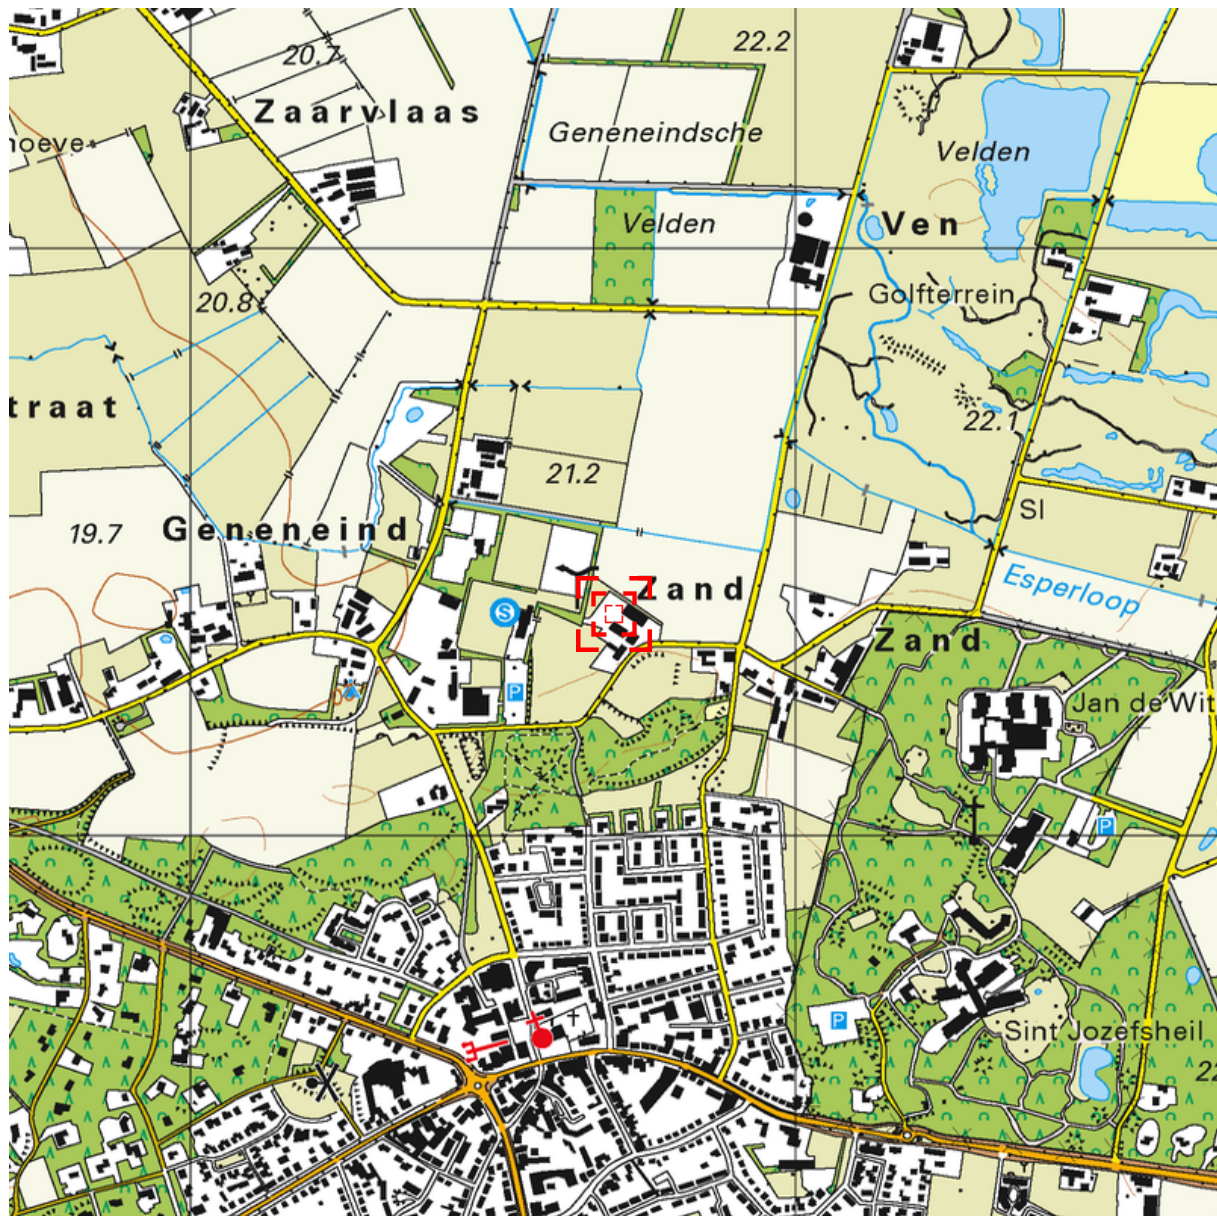 22.2
20.7
Zaarvlaas
Geneneindsche
hoeve
Velden
Velden
Ven
20.8
Golfterrein
traat
22.1
21.2
SI
19.7
Geneneind
Zand
Esperloop
S
Zand
P
Jan de Wit
P
P
Sint Jozefsheil
22